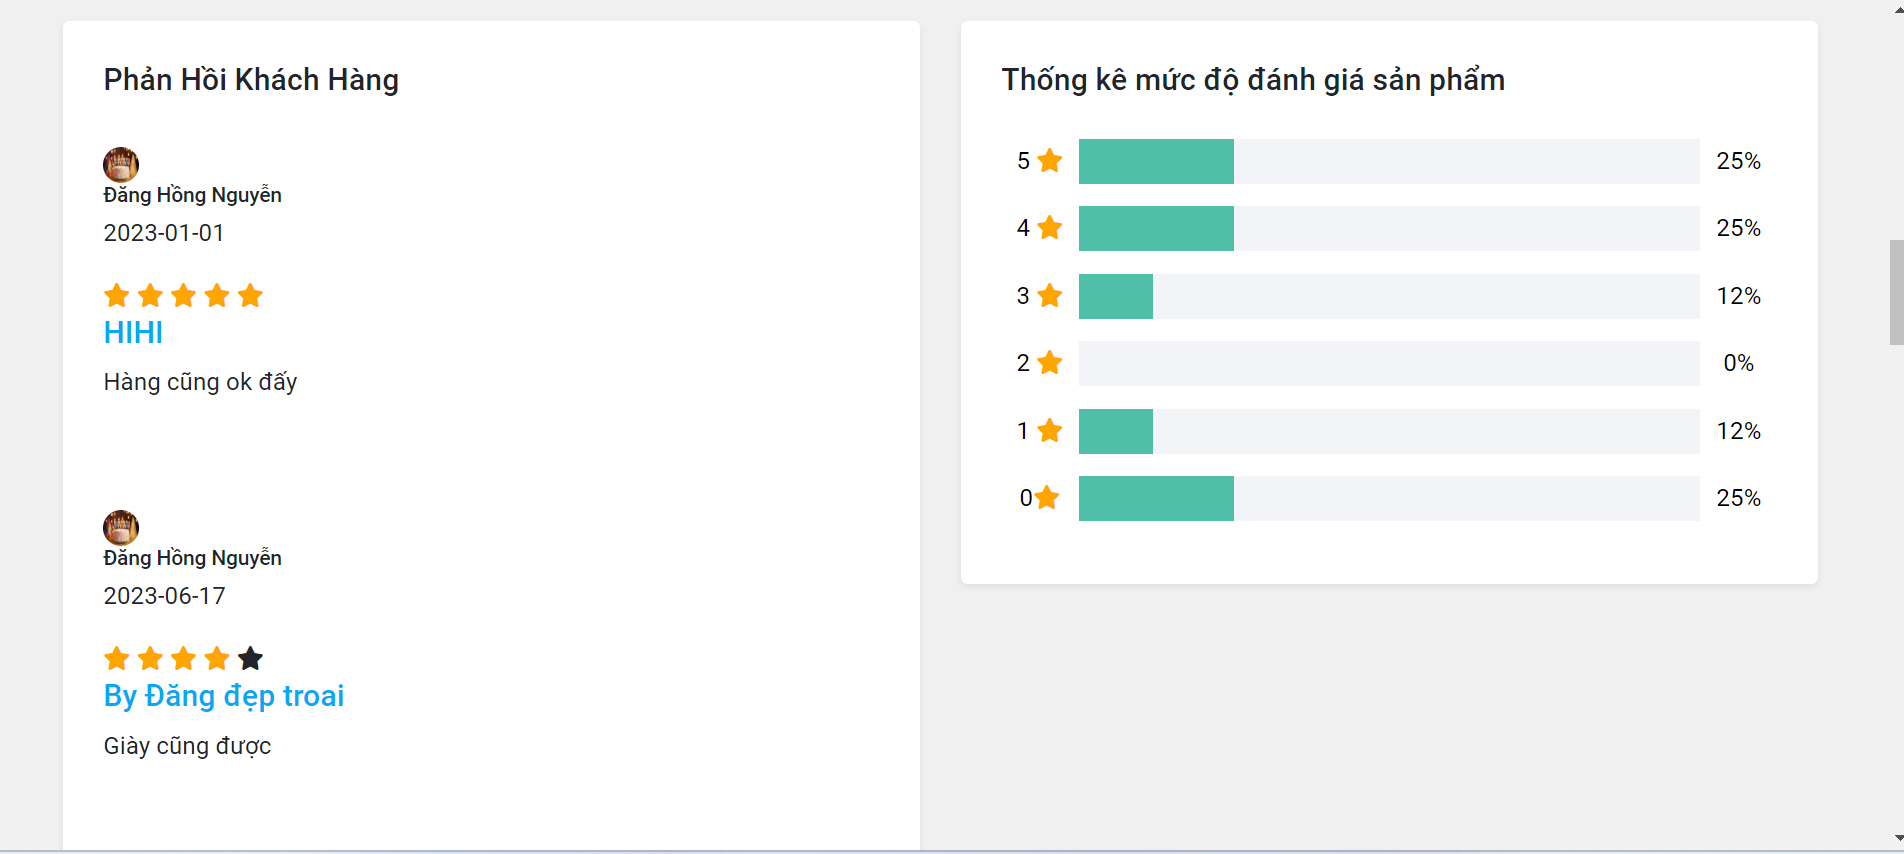 Phản Hồi Khách Hàng
Đăng Hồng Nguyễn
2023-01-01
HIHI
Hàng cũng ok đấy
Đăng Hồng Nguyễn
2023-06-17
By Đăng đẹp troai
Giày cũng được
Thống kê mức độ đánh giá sản phẩm
5 25%
4 25%
3 12%
2 0%
1 12%
0 25%